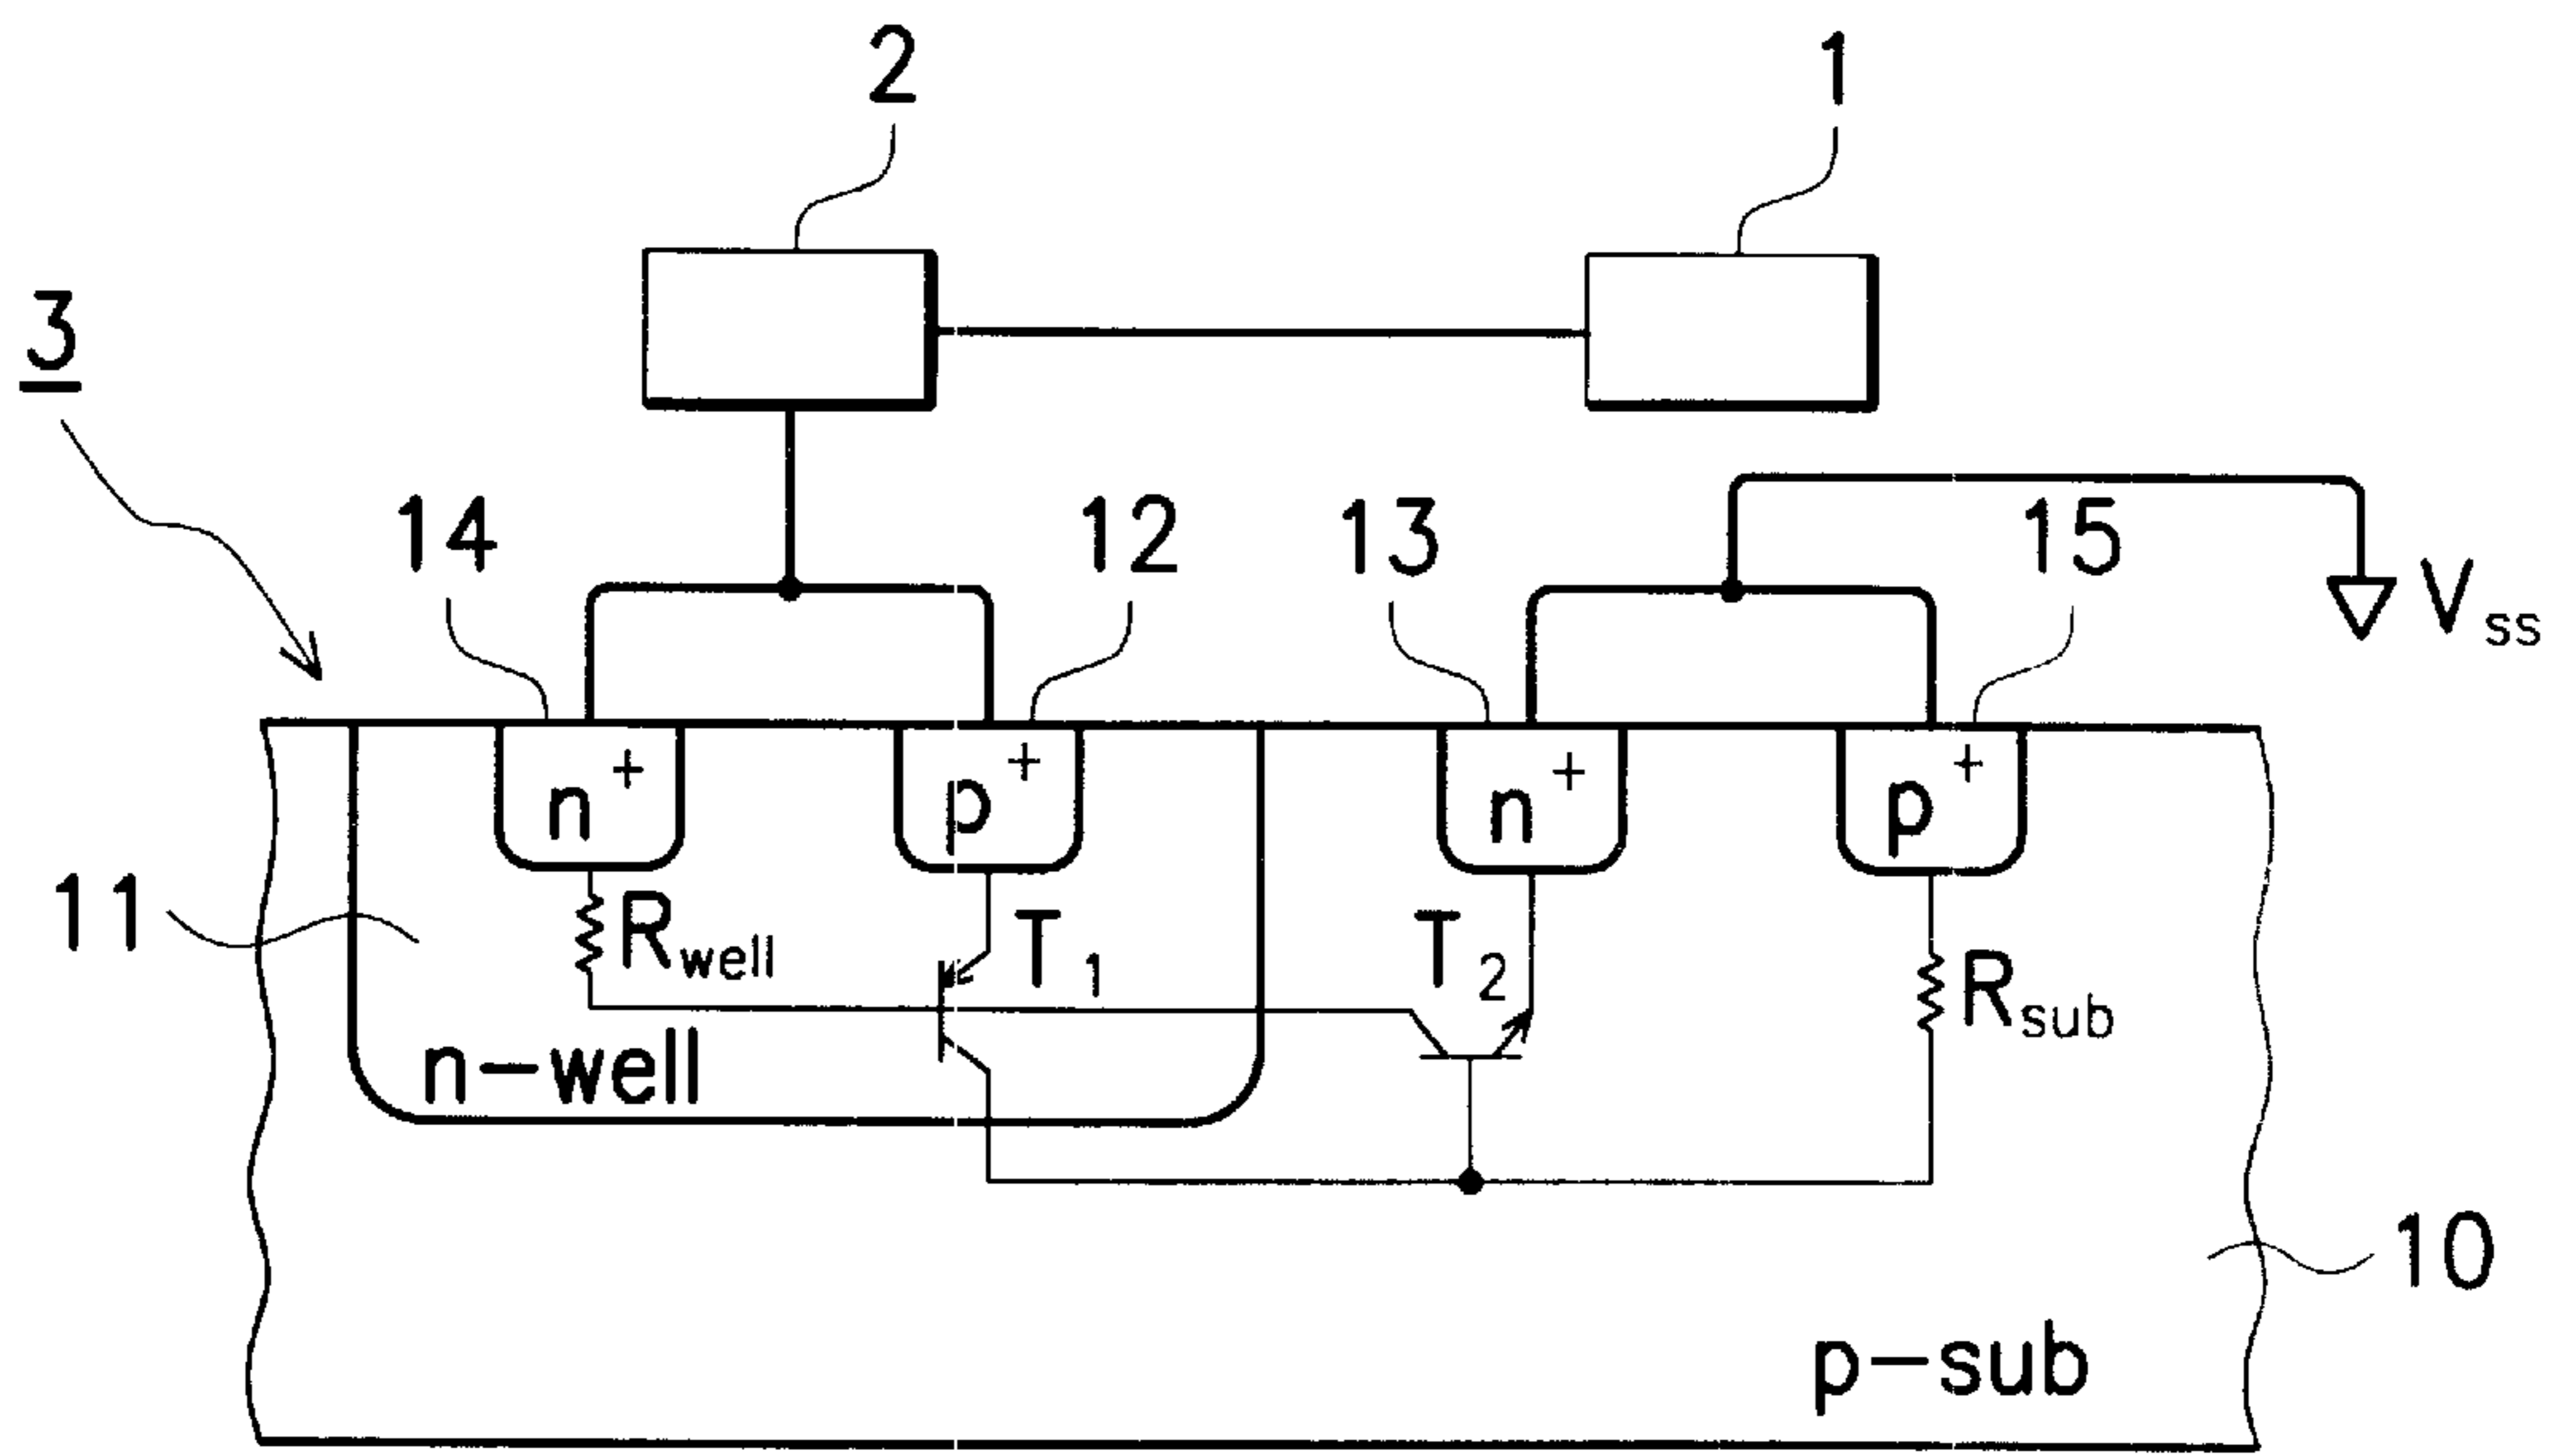 2
1
3
14
12
13
15
Vss
n+
p+
n+
p+
11
Rwell
T1
T2
Rsub
n-well
10
p-sub